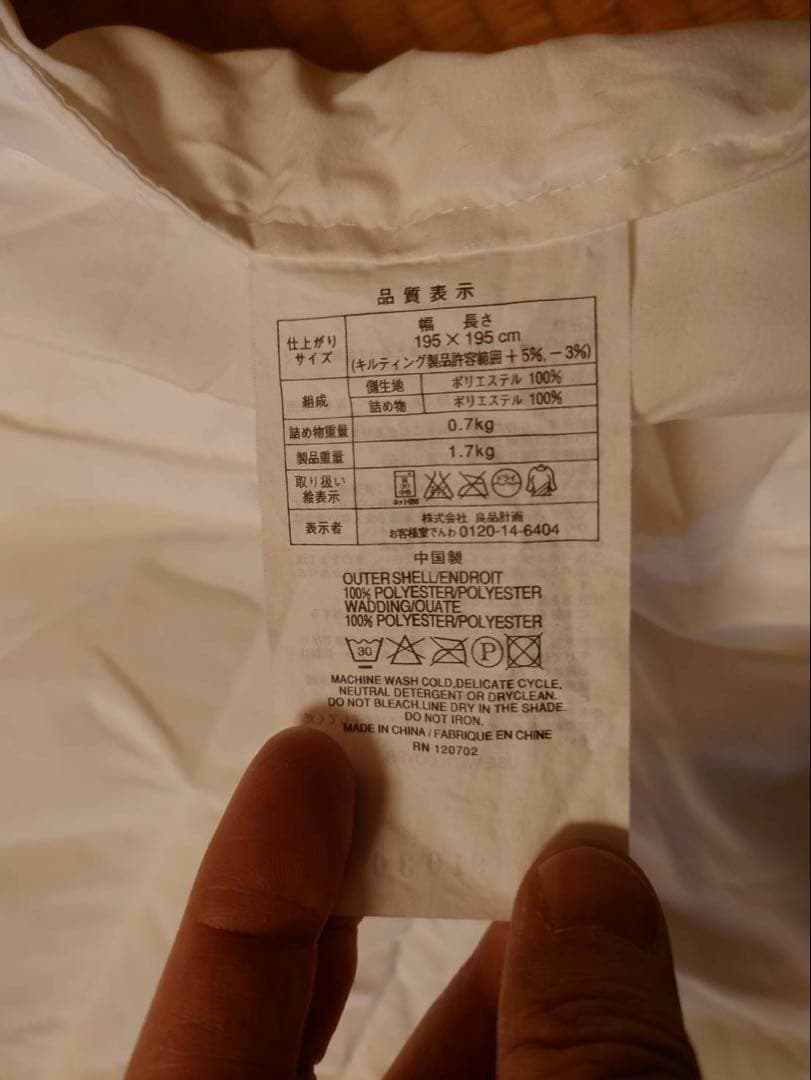 品質表示
仕上がりサイズ
幅 長さ
195×195cm
(キルティング製品許容範囲+5%,-3%)
組成
側生地 ポリエステル 100%
詰め物 ポリエステル 100%
詰め物重量 0.7kg
製品重量 1.7kg
取り扱い絵表示
30
中性
ドライ
表示者
株式会社 良品計画
お客様室でんわ 0120-14-6404
中国製
OUTER SHELL/ENDROIT
100% POLYESTER/POLYESTER
WADDING/OUATE
100% POLYESTER/POLYESTER
30 P
MACHINE WASH COLD,DELICATE CYCLE,
NEUTRAL DETERGENT OR DRYCLEAN.
DO NOT BLEACH.LINE DRY IN THE SHADE.
DO NOT IRON.
MADE IN CHINA / FABRIQUE EN CHINE
RN 120702